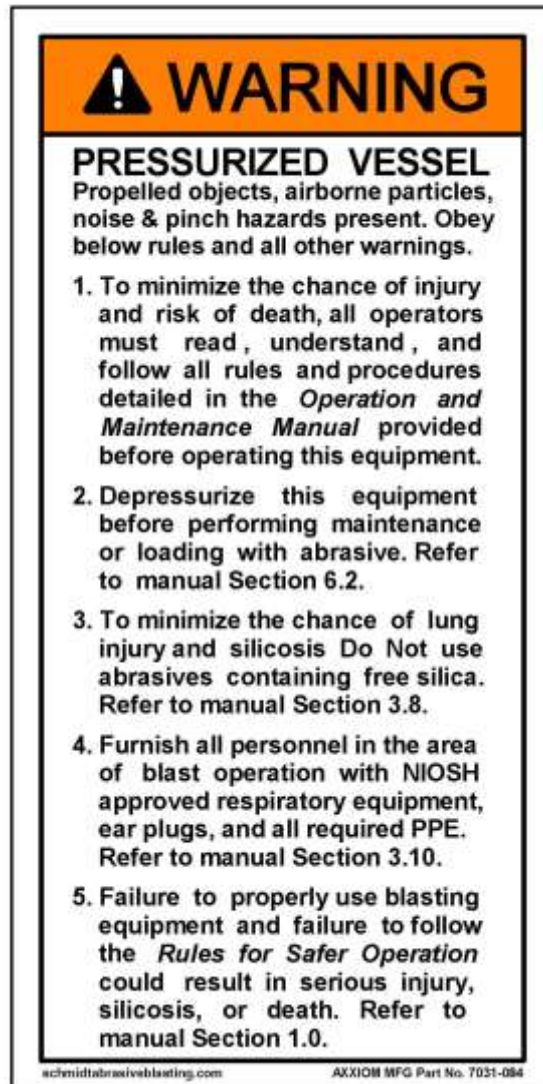 WARNING
PRESSURIZED VESSEL
Propelled objects, airborne particles,
noise & pinch hazards present. Obey
below rules and all other warnings.
1. To minimize the chance of injury
and risk of death, all operators
must read, understand, and
follow all rules and procedures
detailed in the Operation and
Maintenance Manual provided
before operating this equipment.
2. Depressurize this equipment
before performing maintenance
or loading with abrasive. Refer
to manual Section 6.2.
3. To minimize the chance of lung
injury and silicosis Do Not use
abrasives containing free silica.
Refer to manual Section 3.8.
4. Furnish all personnel in the area
of blast operation with NIOSH
approved respiratory equipment,
ear plugs, and all required PPE.
Refer to manual Section 3.10.
5. Failure to properly use blasting
equipment and failure to follow
the Rules for Safer Operation
could result in serious injury,
silicosis, or death. Refer to
manual Section 1.0.
schmidtabrasiveblasting.com AXXIOM MFG Part No. 7031-084